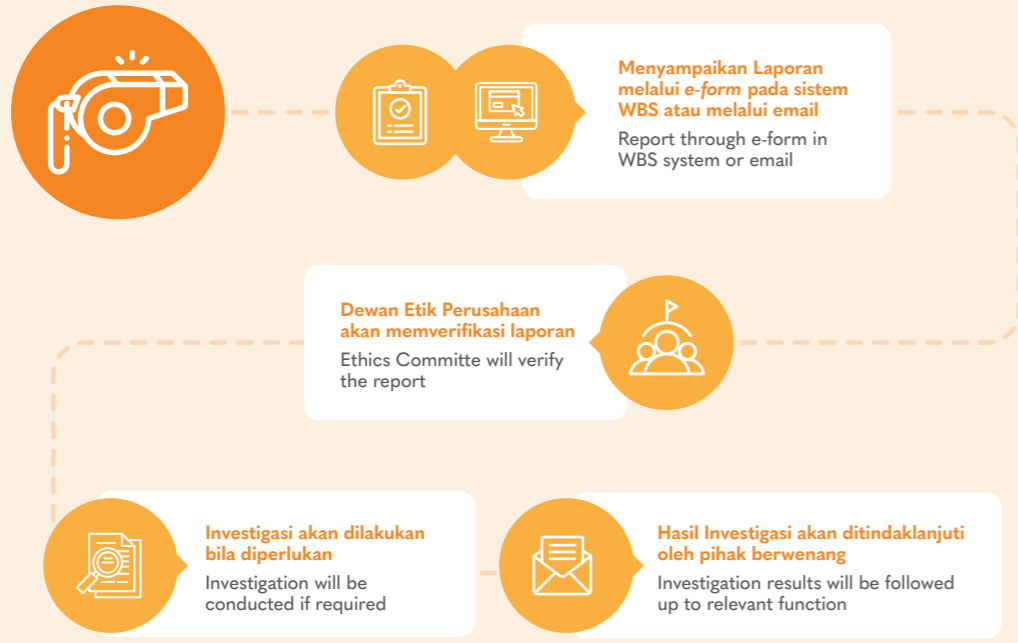 Menyampaikan Laporan
melalui e-form pada sistem
WBS atau melalui email
Report through e-form in
WBS system or email
Dewan Etik Perusahaan
akan memverifikasi laporan
Ethics Committe will verify
the report
Investigasi akan dilakukan
bila diperlukan
Investigation will be
conducted if required
Hasil Investigasi akan ditindaklanjuti
oleh pihak berwenang
Investigation results will be followed
up to relevant function